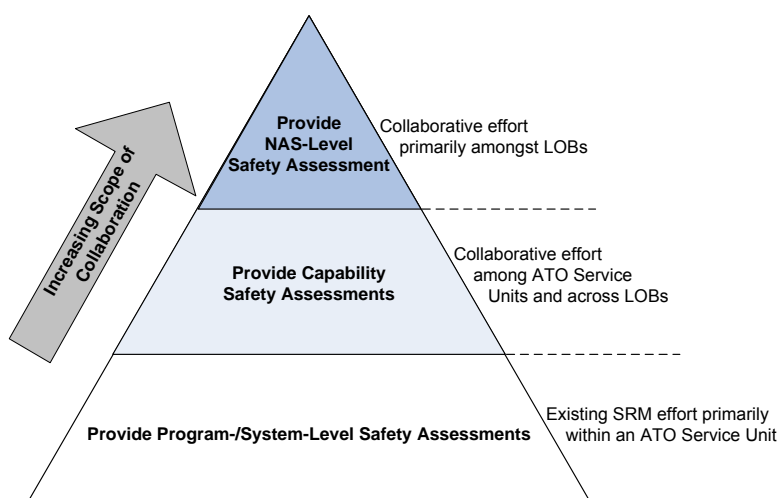 Provide
NAS-Level
Safety Assessment
Collaborative effort
primarily amongst LOBs
Increasing Scope of
Collaboration
Provide Capability
Safety Assessments
Collaborative effort
among ATO Service
Units and across LOBs
Provide Program-/System-Level Safety Assessments
Existing SRM effort primarily
within an ATO Service Unit